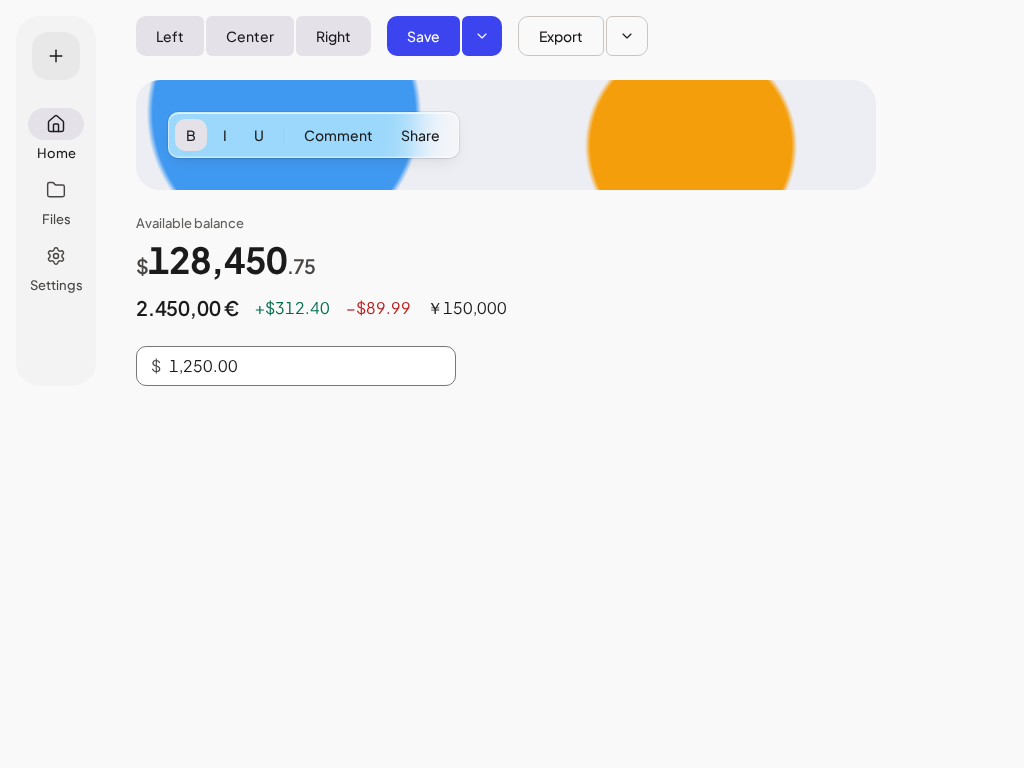 Left Center Right Save Export
Home
Files
Settings
B I U Comment Share
Available balance
$128,450.75
2.450,00 € +$312.40 −$89.99 ¥150,000
$ 1,250.00